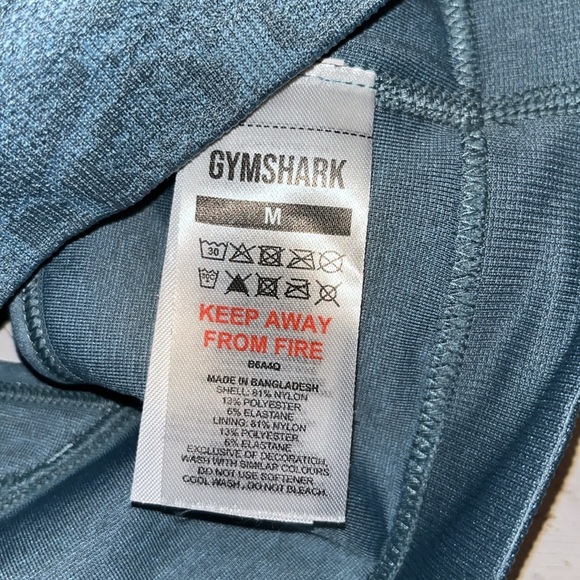 GYMSHARK
M
30
KEEP AWAY
FROM FIRE
B6A4Q
MADE IN BANGLADESH
SHELL: 81% NYLON
13% POLYESTER
6% ELASTANE
LINING: 81% NYLON
13% POLYESTER
6% ELASTANE
EXCLUSIVE OF DECORATION,
WASH WITH SIMILAR COLOURS,
DO NOT USE SOFTENER
COOL WASH , DO NOT BLEACH.